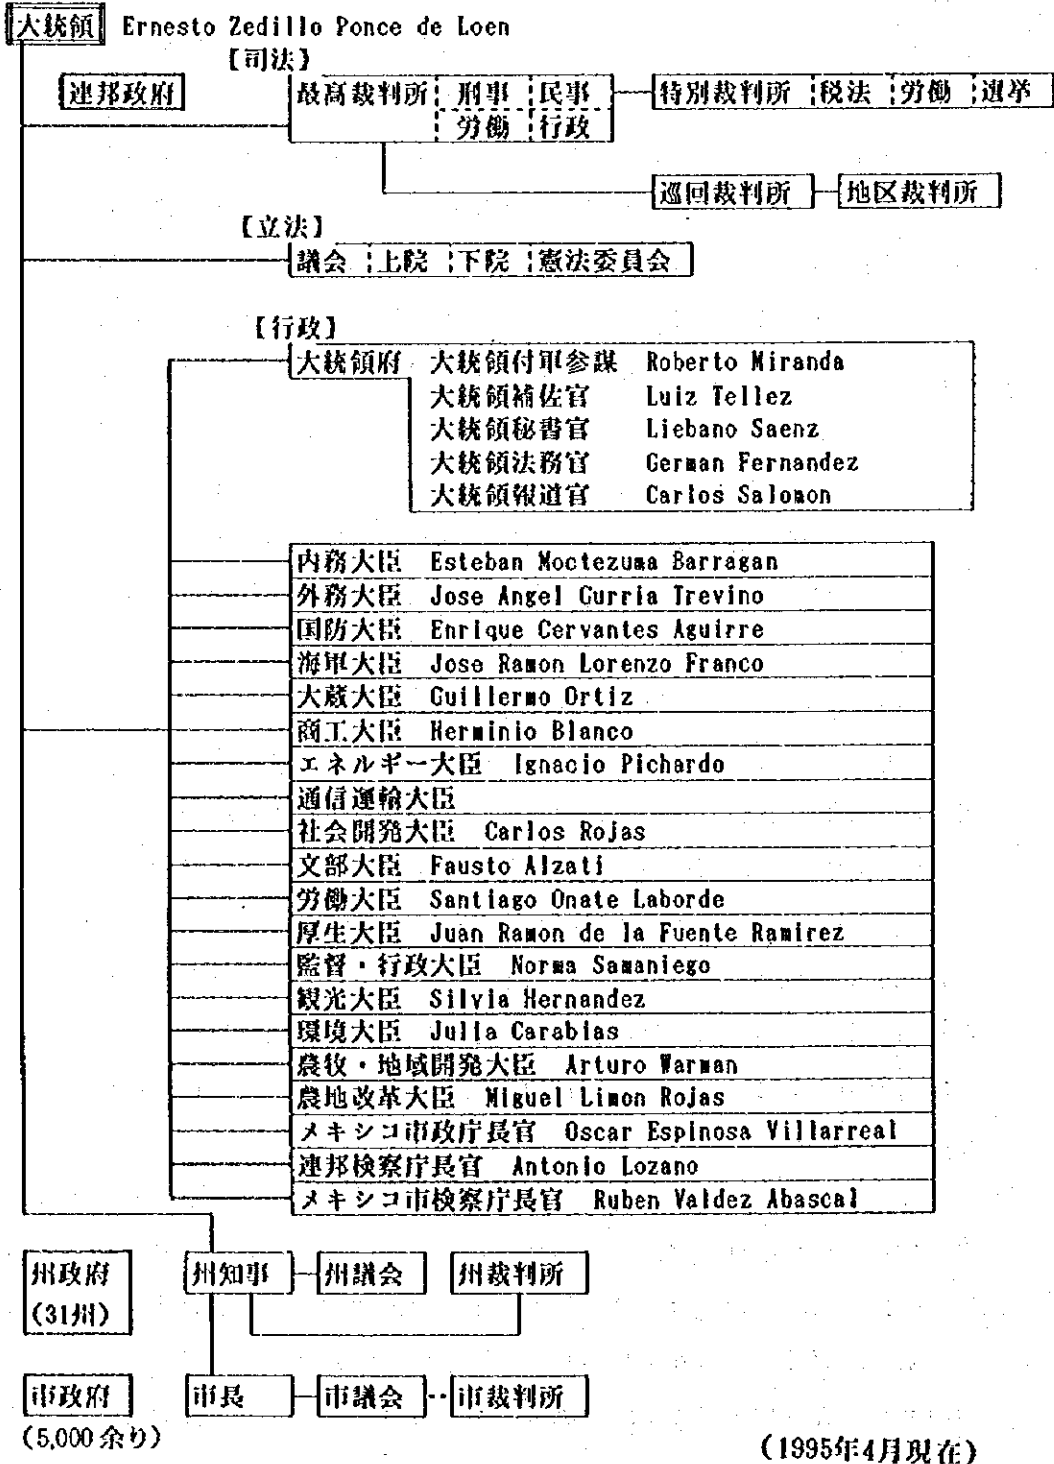 大統領 Ernesto Zedillo Ponce de Loen
【司法】
連邦政府
最高裁判所 刑事 民事
労働 行政
特別裁判所 税法 労働 選挙
巡回裁判所 地区裁判所
【立法】
議会 上院 下院 憲法委員会
【行政】
大統領府 大統領付軍参謀 Roberto Miranda
大統領補佐官 Luiz Tellez
大統領秘書官 Liebano Saenz
大統領法務官 German Fernandez
大統領報道官 Carlos Salomon
内務大臣 Esteban Moctezuma Barragan
外務大臣 Jose Angel Gurria Trevino
国防大臣 Enrique Cervantes Aguirre
海軍大臣 Jose Ramon Lorenzo Franco
大蔵大臣 Guillermo Ortiz
商工大臣 Herminio Blanco
エネルギー大臣 Ignacio Pichardo
通信運輸大臣
社会開発大臣 Carlos Rojas
文部大臣 Fausto Alzati
労働大臣 Santiago Onate Laborde
厚生大臣 Juan Ramon de la Fuente Ramirez
監督・行政大臣 Norma Samaniego
観光大臣 Silvia Hernandez
環境大臣 Julia Carabias
農牧・地域開発大臣 Arturo Warman
農地改革大臣 Miguel Limon Rojas
メキシコ市政庁長官 Oscar Espinosa Villarreal
連邦検察庁長官 Antonio Lozano
メキシコ市検察庁長官 Ruben Valdez Abascal
州政府 州知事 州議会 州裁判所
(31州)
市政府 市長 市議会 市裁判所
(5,000余り)
(1995年4月現在)